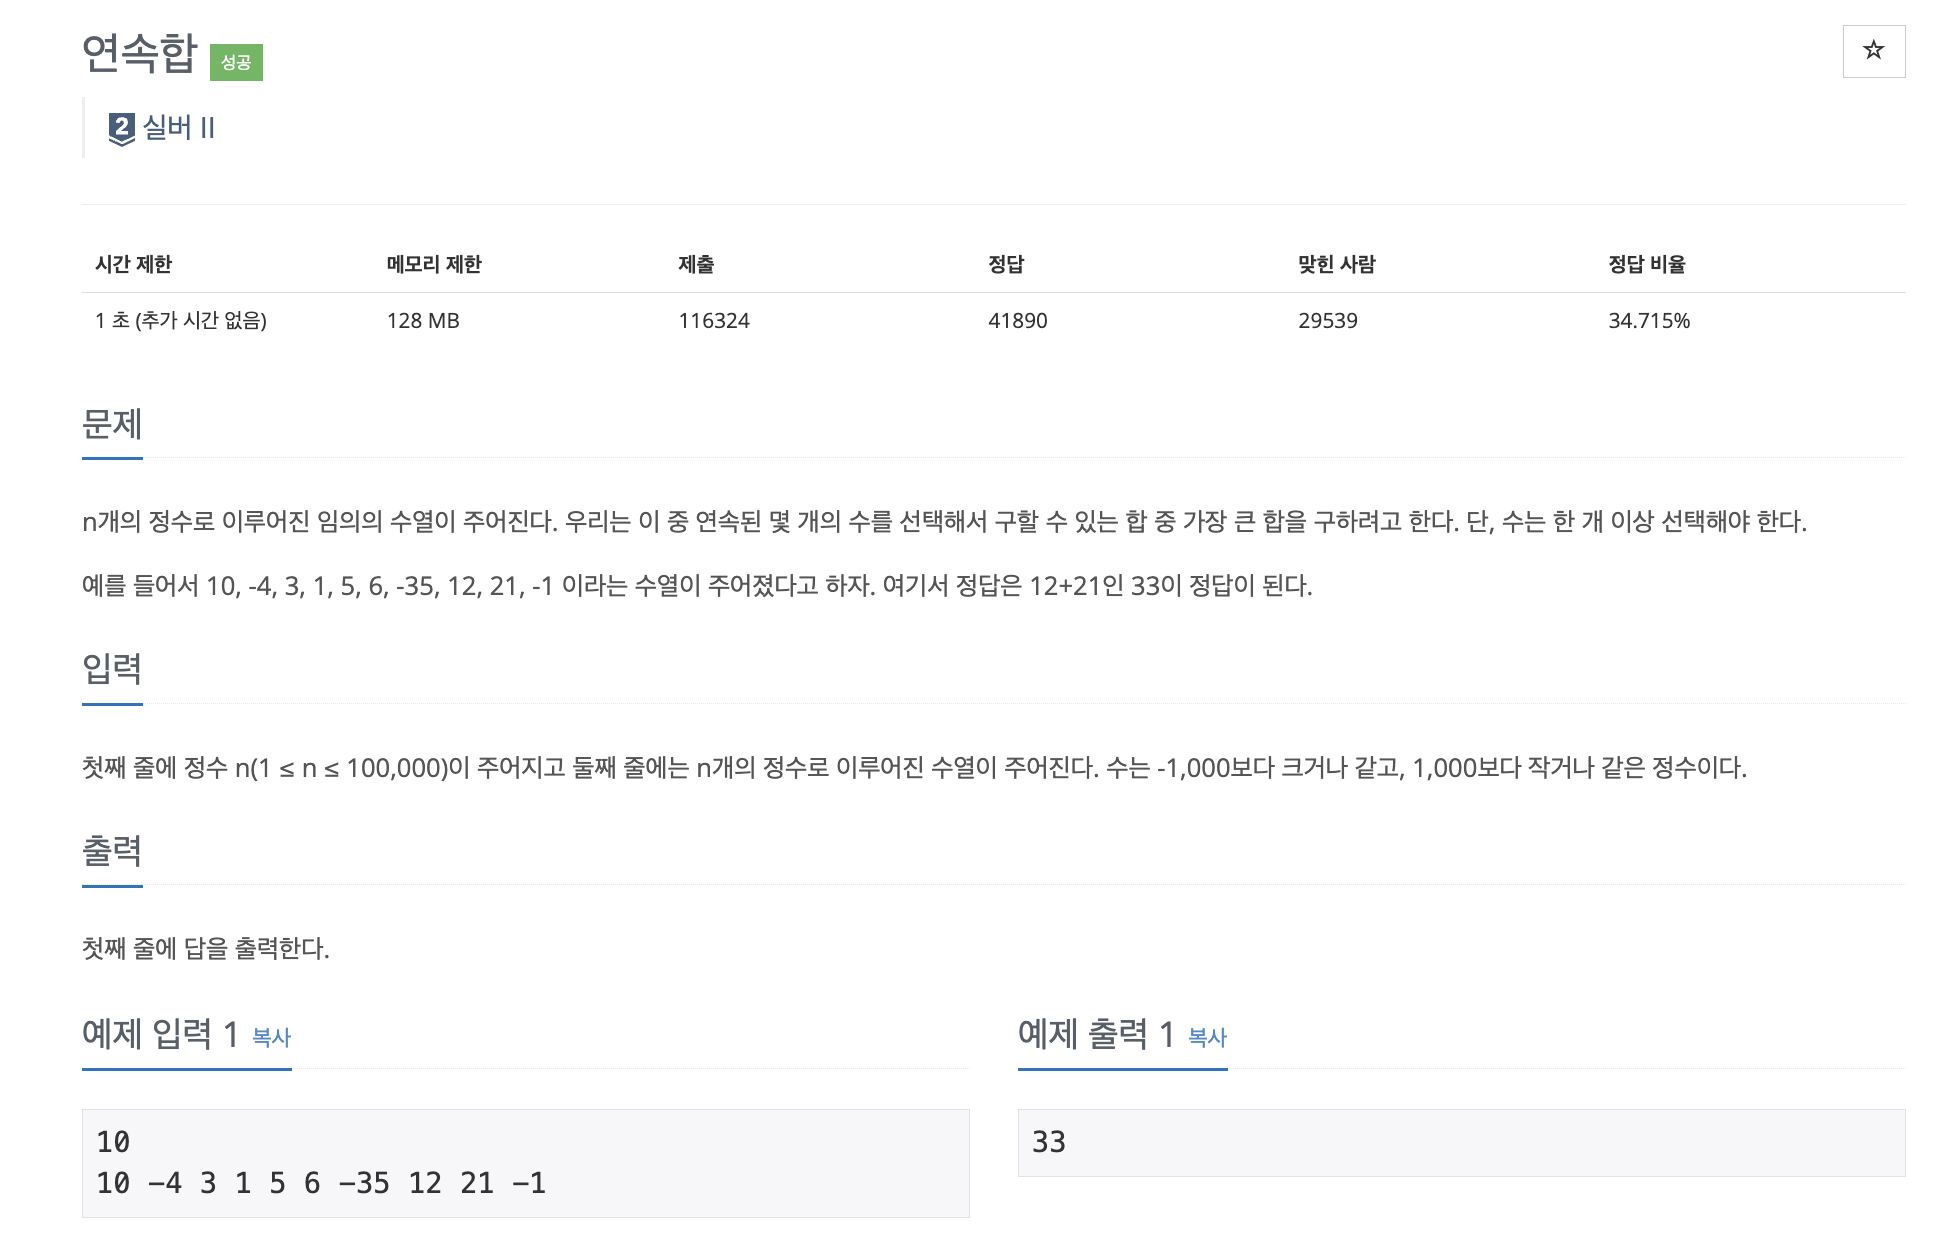 연속합 성공
☆
2 실버 II
시간 제한 메모리 제한 제출 정답 맞힌 사람 정답 비율
1 초 (추가 시간 없음) 128 MB 116324 41890 29539 34.715%
문제
n개의 정수로 이루어진 임의의 수열이 주어진다. 우리는 이 중 연속된 몇 개의 수를 선택해서 구할 수 있는 합 중 가장 큰 합을 구하려고 한다. 단, 수는 한 개 이상 선택해야 한다.
예를 들어서 10, -4, 3, 1, 5, 6, -35, 12, 21, -1 이라는 수열이 주어졌다고 하자. 여기서 정답은 12+21인 33이 정답이 된다.
입력
첫째 줄에 정수 n(1 ≤ n ≤ 100,000)이 주어지고 둘째 줄에는 n개의 정수로 이루어진 수열이 주어진다. 수는 -1,000보다 크거나 같고, 1,000보다 작거나 같은 정수이다.
출력
첫째 줄에 답을 출력한다.
예제 입력 1 복사
10
10 -4 3 1 5 6 -35 12 21 -1
예제 출력 1 복사
33